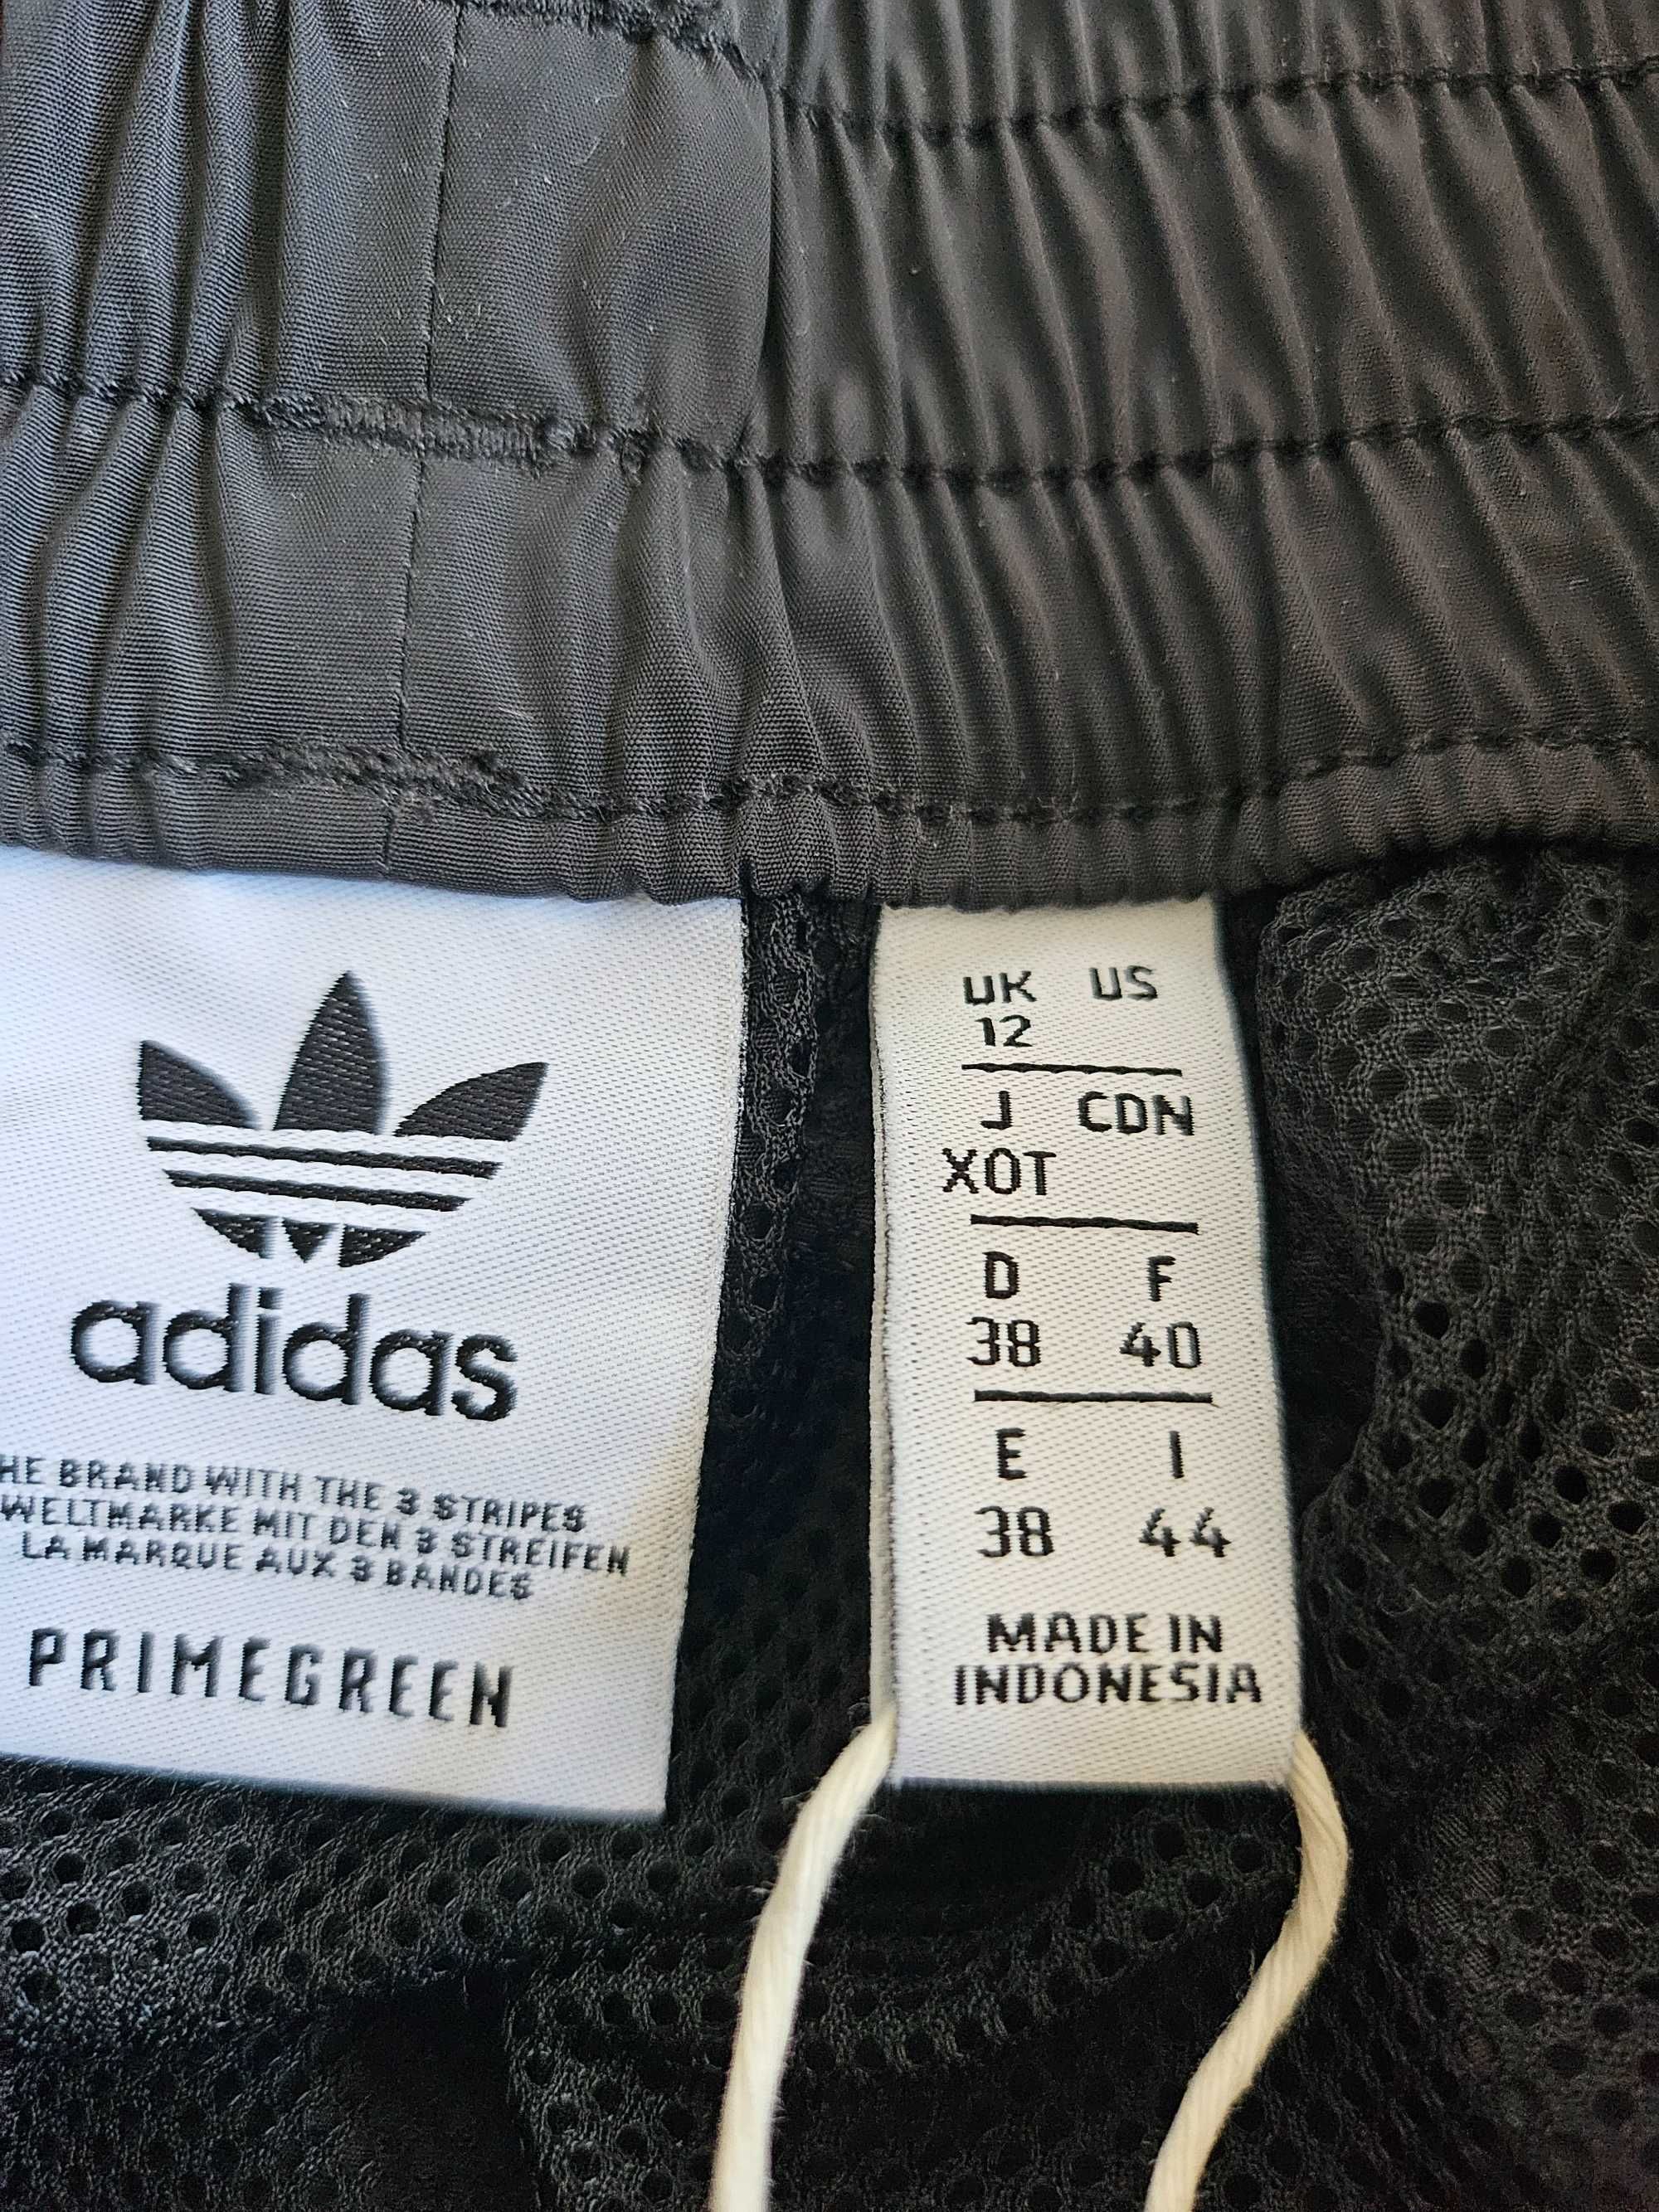 adidas
HE BRAND WITH THE 3 STRIPES
WELTMARKE MIT DEN 3 STREIFEN
LA MARQUE AUX 3 BANDES
PRIMEGREEN
UK US
12
J CDN
XOT
D F
38 40
E I
38 44
MADE IN
INDONESIA